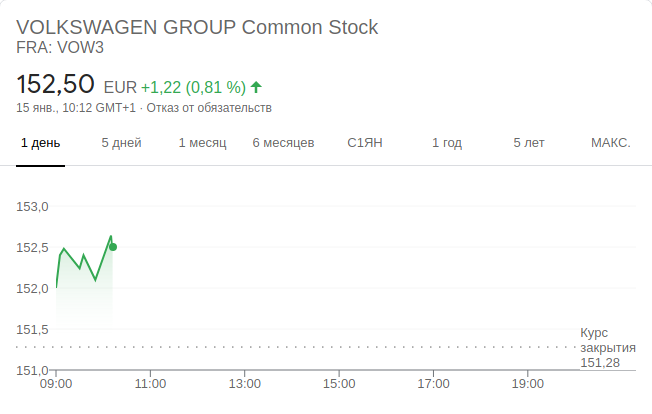 VOLKSWAGEN GROUP Common Stock
FRA: VOW3
152,50 EUR +1,22 (0,81 %)
15 янв., 10:12 GMT+1 · Отказ от обязательств
1 день 5 дней 1 месяц 6 месяцев С1ЯН 1 год 5 лет МАКС.
153,0
152,5
152,0
151,5
Курс
закрытия
151,28
151,0
09:00 11:00 13:00 15:00 17:00 19:00